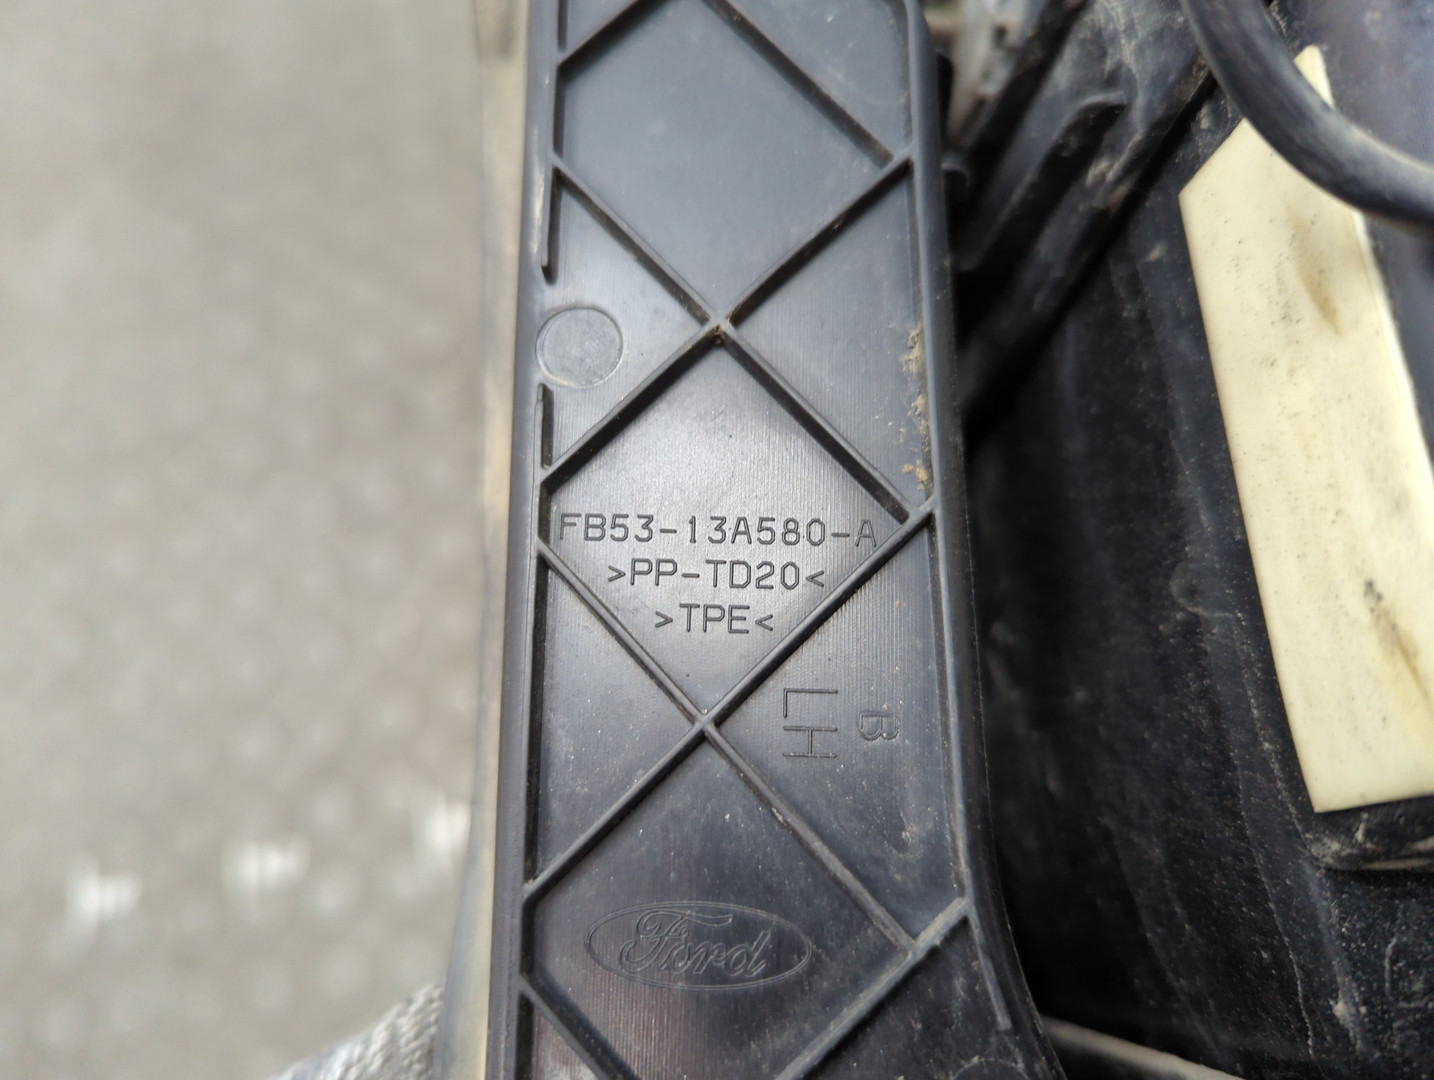 FB53-13A580-A
>PP-TD20<
>TPE<
LH
B
Ford